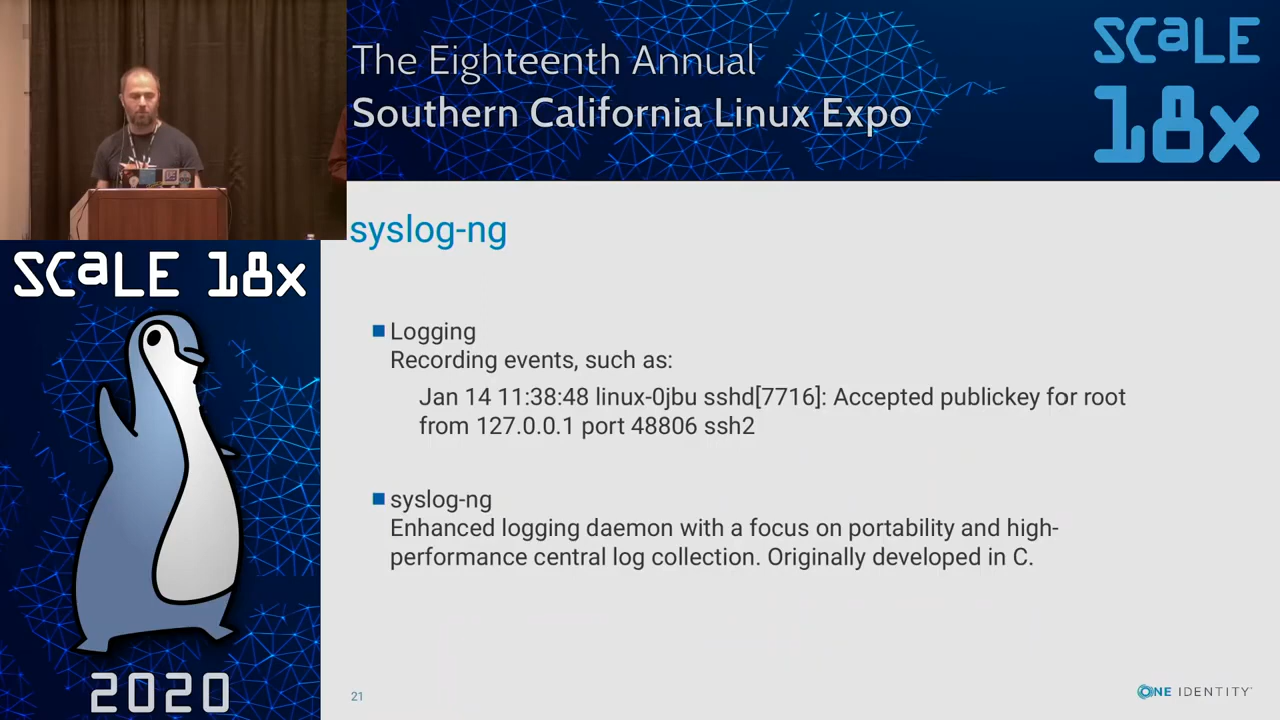 The Eighteenth Annual
Southern California Linux Expo
SCaLE
18x
syslog-ng
SCaLE 18x
Logging
Recording events, such as:
Jan 14 11:38:48 linux-0jbu sshd[7716]: Accepted publickey for root
from 127.0.0.1 port 48806 ssh2
syslog-ng
Enhanced logging daemon with a focus on portability and high-
performance central log collection. Originally developed in C.
2020
21
ONE IDENTITY